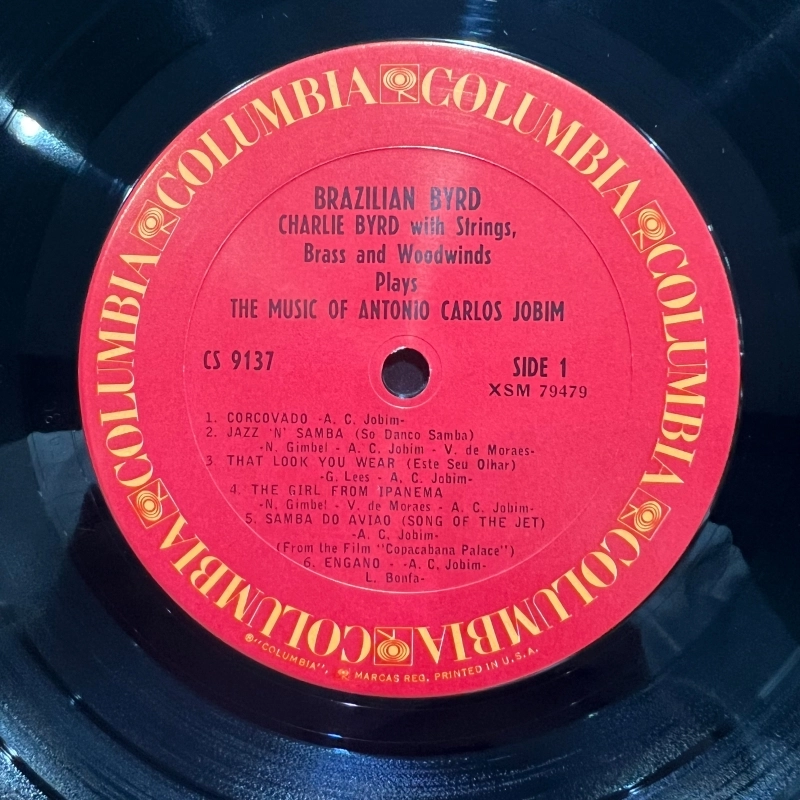 COLUMBIA COLUMBIA COLUMBIA COLUMBIA COLUMBIA COLUMBIA COLUMBIA COLUMBIA
BRAZILIAN BYRD
CHARLIE BYRD with Strings,
Brass and Woodwinds
Plays
THE MUSIC OF ANTONIO CARLOS JOBIM
CS 9137
SIDE 1
XSM 79479
1. CORCOVADO -A. C. Jobim-
2. JAZZ 'N' SAMBA (So Danco Samba)
-N. Gimbel - A. C. Jobim - V. de Moraes-
3. THAT LOOK YOU WEAR (Este Seu Olhar)
-G. Lees - A. C. Jobim-
4. THE GIRL FROM IPANEMA
-N. Gimbel - V. de Moraes - A. C. Jobim-
5. SAMBA DO AVIAO (SONG OF THE JET)
-A. C. Jobim-
(From the Film "Copacabana Palace")
6. ENGANO - -A. C. Jobim-
L. Bonfa-
®"COLUMBIA", MARCAS REG. PRINTED IN U.S.A.